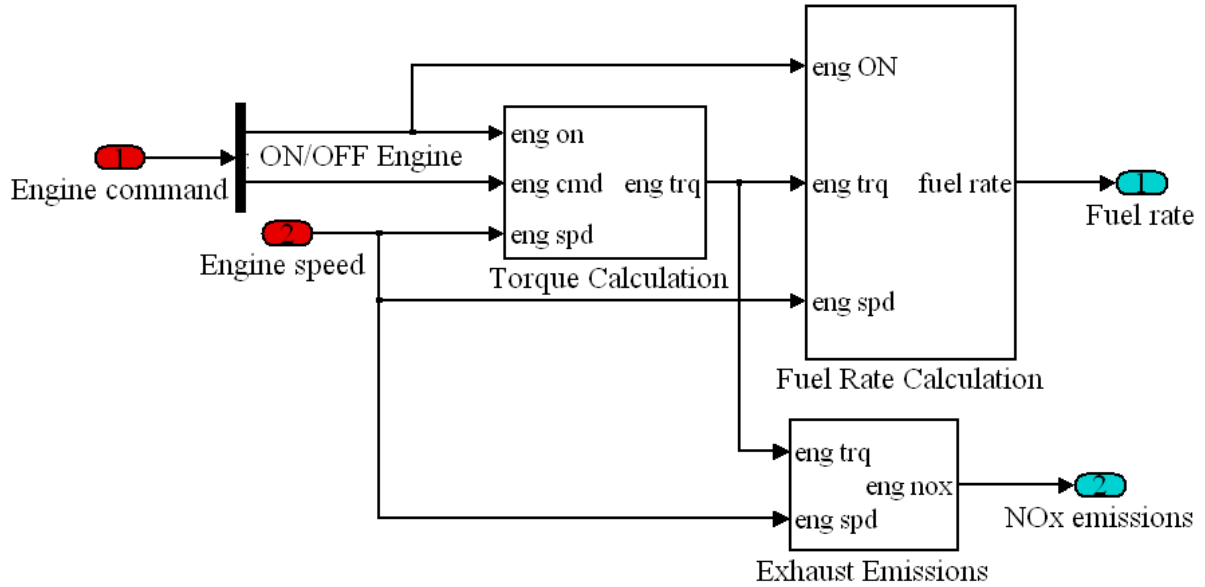 eng ON
eng on
ON/OFF Engine
1
Engine command
eng cmd
eng trq
eng trq
fuel rate
1
Fuel rate
2
Engine speed
eng spd
Torque Calculation
eng spd
Fuel Rate Calculation
eng trq
eng nox
2
NOx emissions
eng spd
Exhaust Emissions